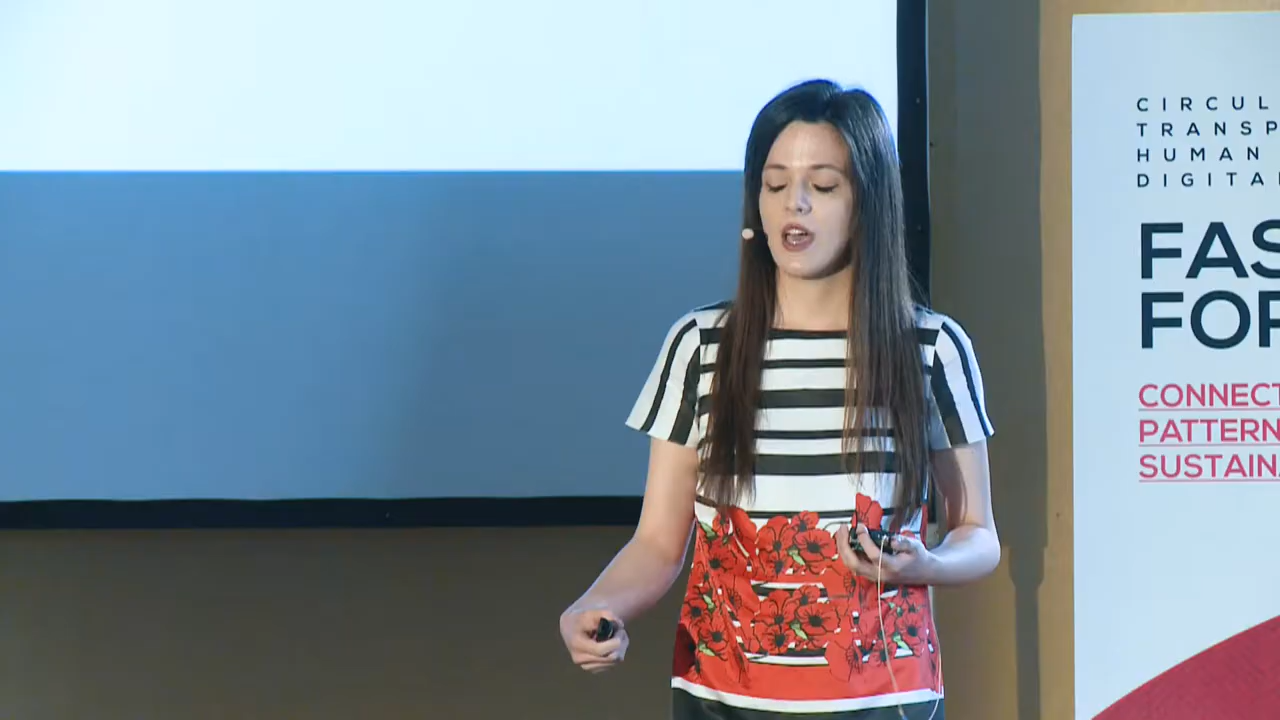 CIRCUL
TRANSP
HUMAN
DIGITA
FAS
FOR
CONNECT
PATTERN
SUSTAIN